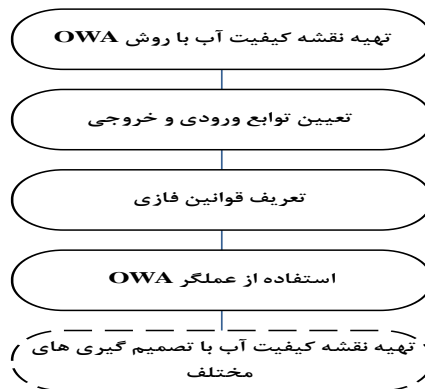 تهیه نقشه کیفیت آب با روش OWA
تعیین توابع ورودی و خروجی
تعریف قوانین فازی
استفاده از عملگر OWA
تهیه نقشه کیفیت آب با تصمیم گیری های
مختلف